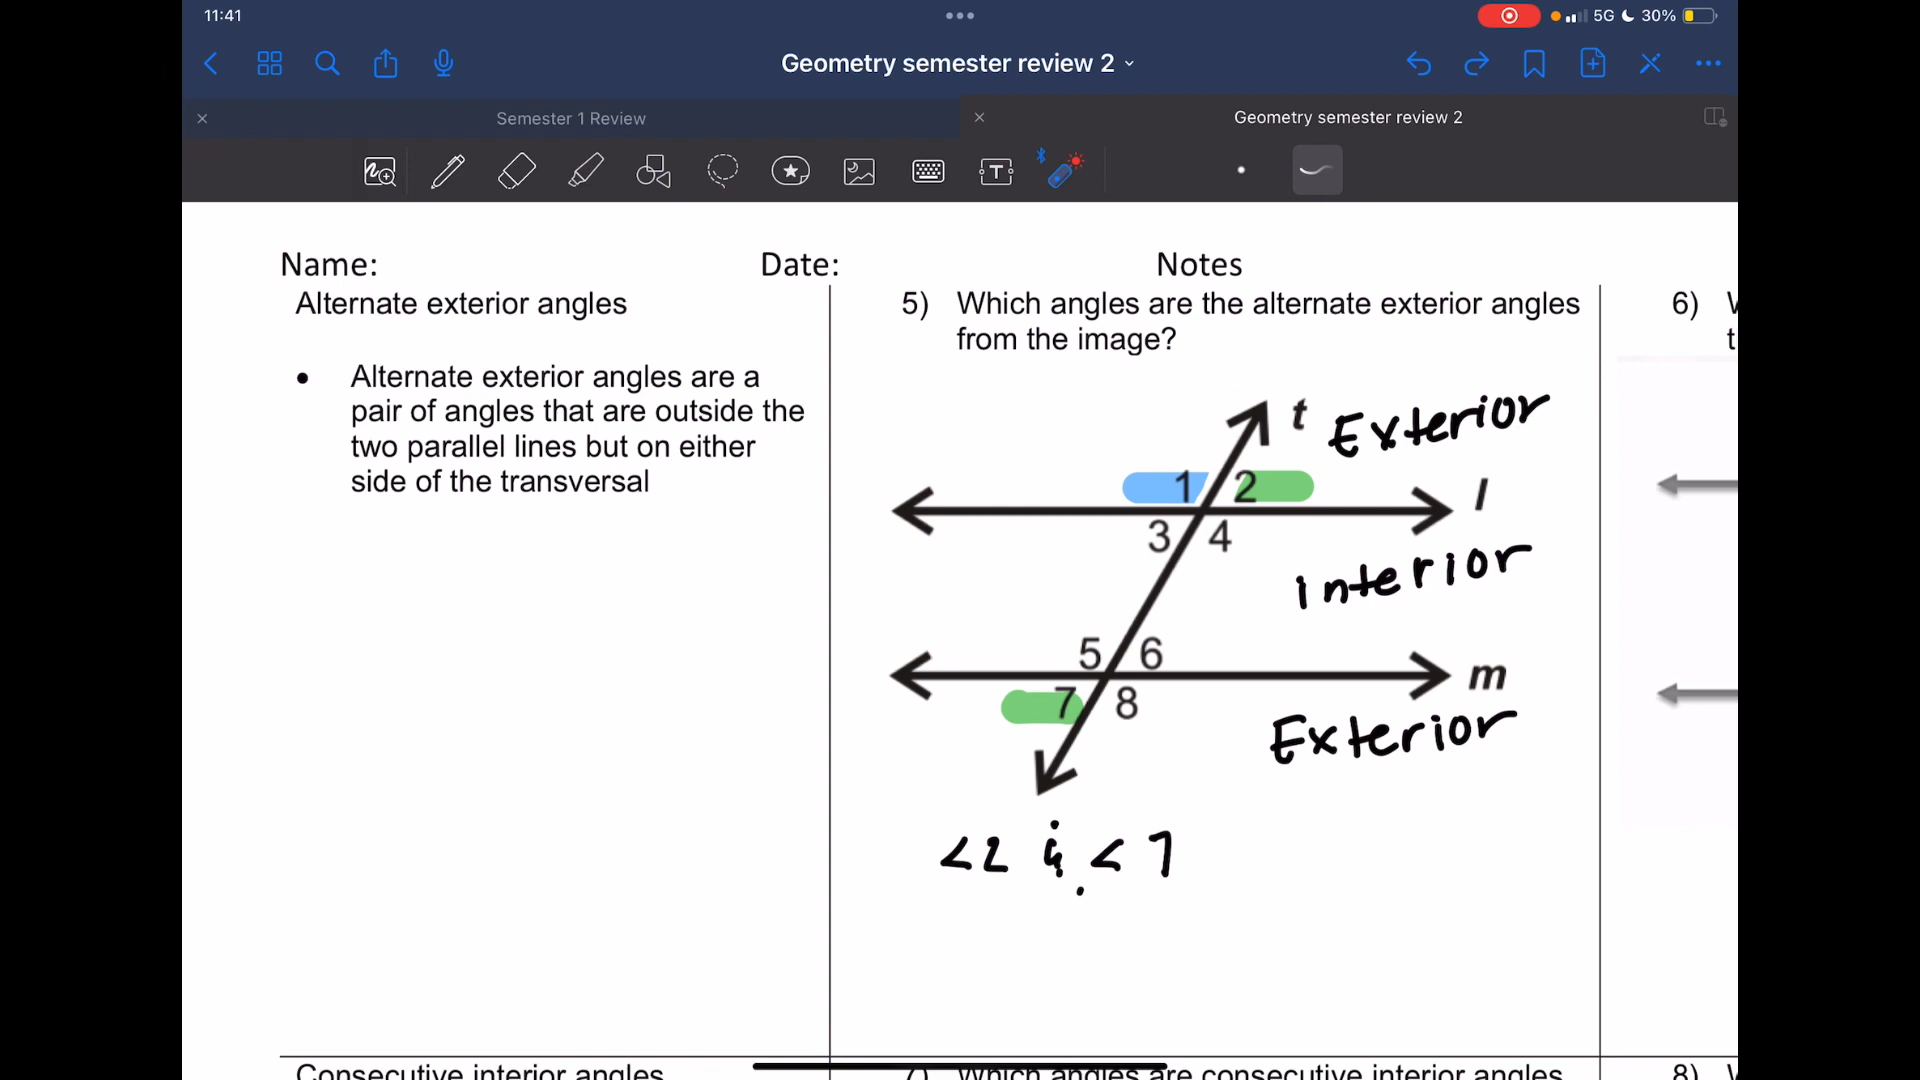 11:41
5G 30%
Geometry semester review 2
Semester 1 Review
Geometry semester review 2
T
Name: Date: Notes
Alternate exterior angles
• Alternate exterior angles are a
pair of angles that are outside the
two parallel lines but on either
side of the transversal
5) Which angles are the alternate exterior angles
from the image?
t Exterior
1 2
l
3 4
interior
5 6
m
7 8
Exterior
<2 & <7
6)
Consecutive interior angles
7) Which angles are consecutive interior angles
8)